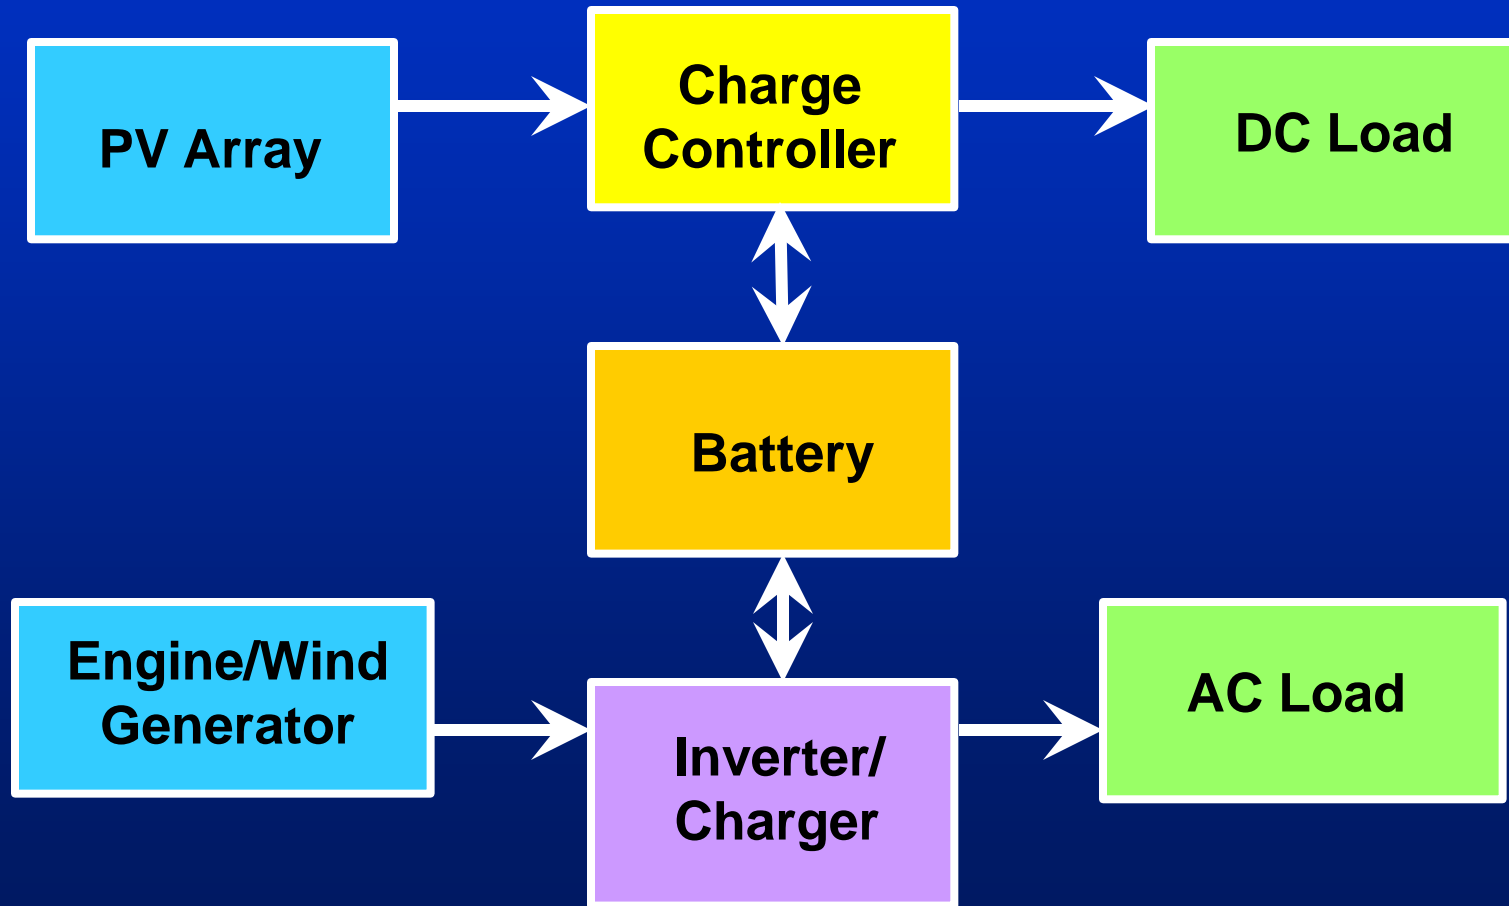 PV Array
Charge
Controller
DC Load
Battery
Engine/Wind
Generator
Inverter/
Charger
AC Load